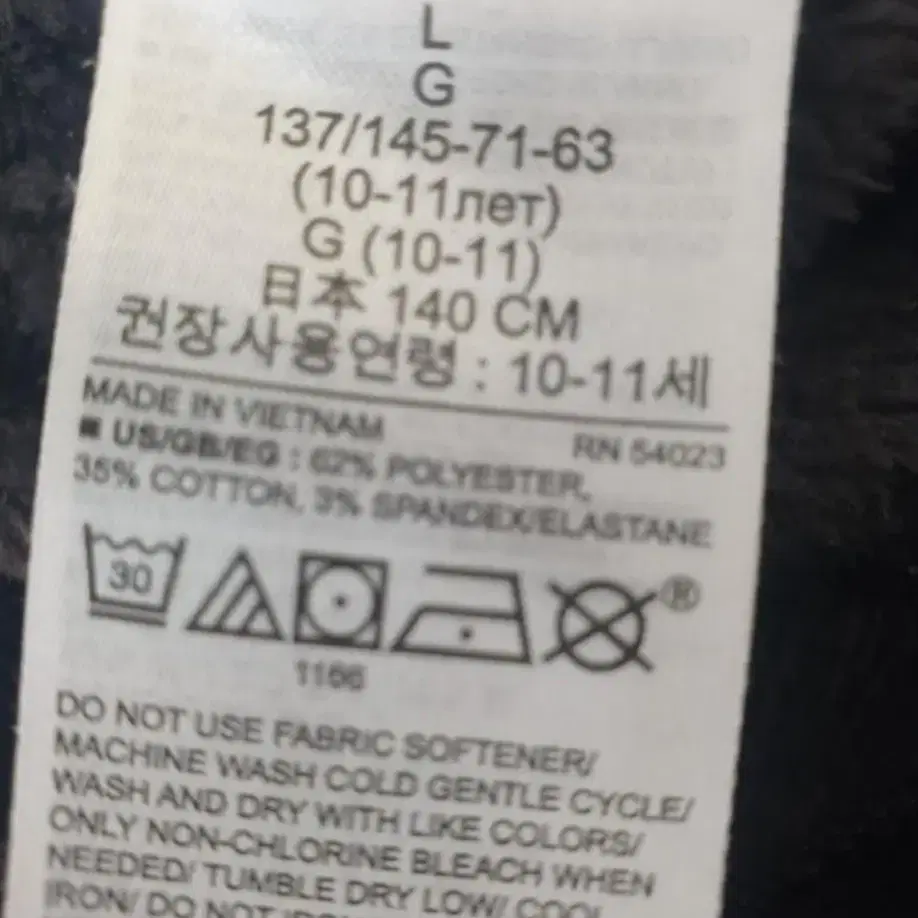 L
G
137/145-71-63
(10-11лет)
G (10-11)
日本 140 CM
권장사용연령 : 10-11세
MADE IN VIETNAM
RN 54023
US/GB/EG : 62% POLYESTER,
35% COTTON, 3% SPANDEX/ELASTANE
30
®
1166
DO NOT USE FABRIC SOFTENER/
MACHINE WASH COLD GENTLE CYCLE/
WASH AND DRY WITH LIKE COLORS/
ONLY NON-CHLORINE BLEACH WHEN
NEEDED/ TUMBLE DRY LOW/ COOL
IRON/ DO NOT